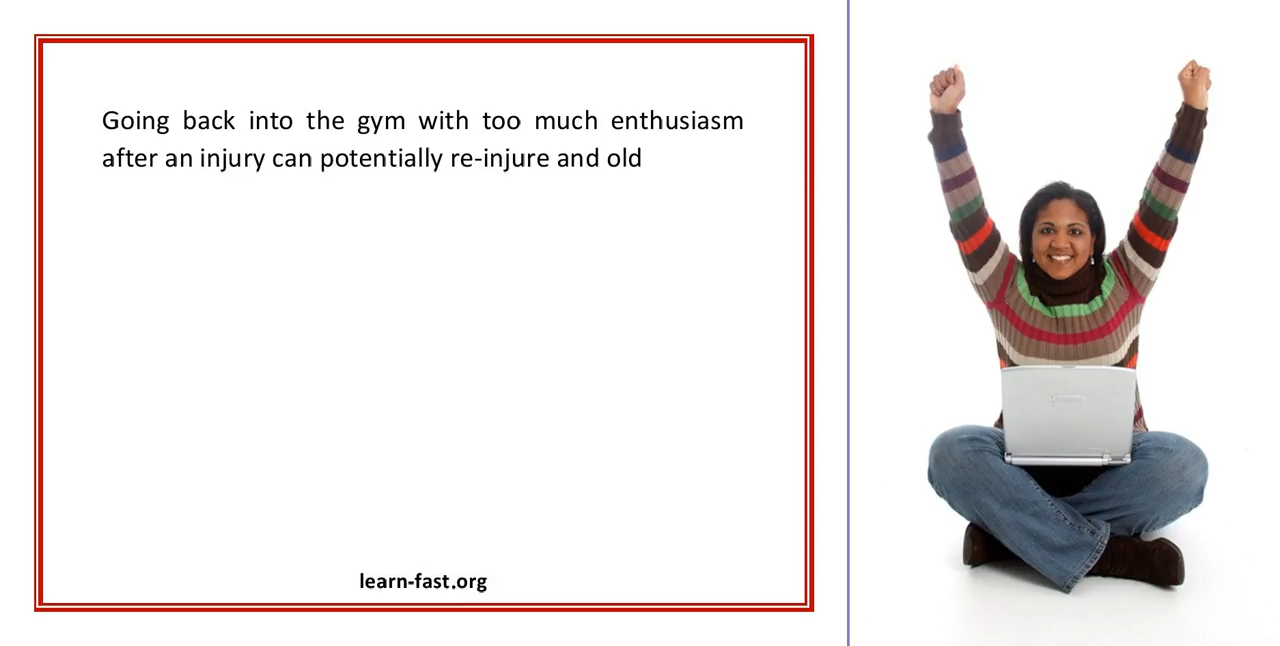 Going back into the gym with too much enthusiasm
after an injury can potentially re-injure and old
learn-fast.org